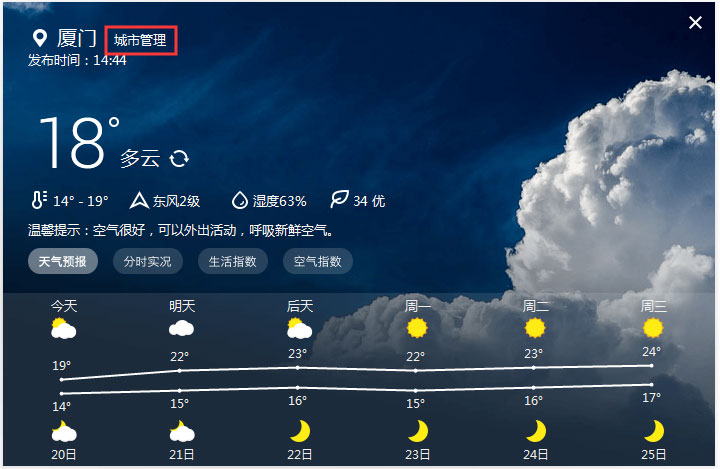 厦门 城市管理
发布时间：14:44
18° 多云
14° - 19° 东风2级 湿度63% 34 优
温馨提示：空气很好，可以外出活动，呼吸新鲜空气。
天气预报 分时实况 生活指数 空气指数
今天 明天 后天 周一 周二 周三
19° 22° 23° 22° 23° 24°
14° 15° 16° 15° 16° 17°
20日 21日 22日 23日 24日 25日